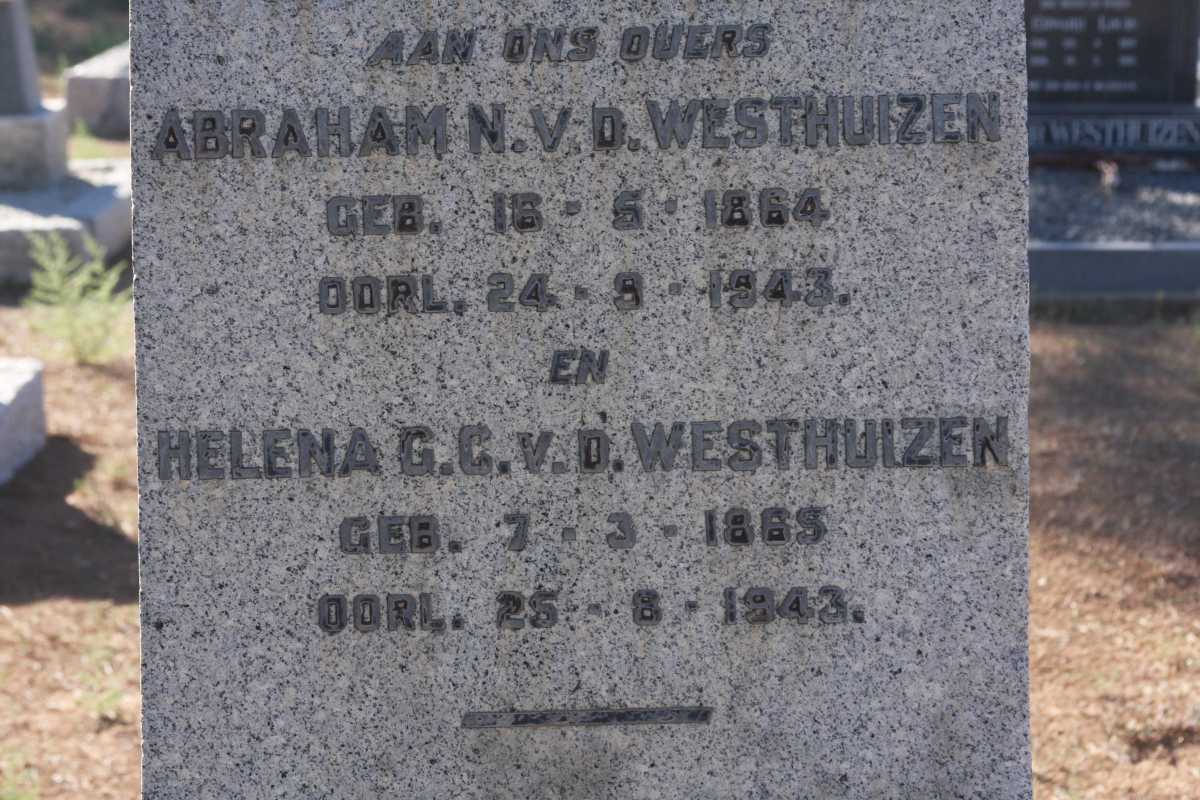 AAN ONS OUERS
ABRAHAM N. V. D. WESTHUIZEN
GEB. 16 - 5 - 1864
OORL. 24 - 9 - 1943.
EN
HELENA G. C. V. D. WESTHUIZEN
GEB. 7 - 3 - 1865
OORL. 25 - 8 - 1943.
WESTHUIZEN